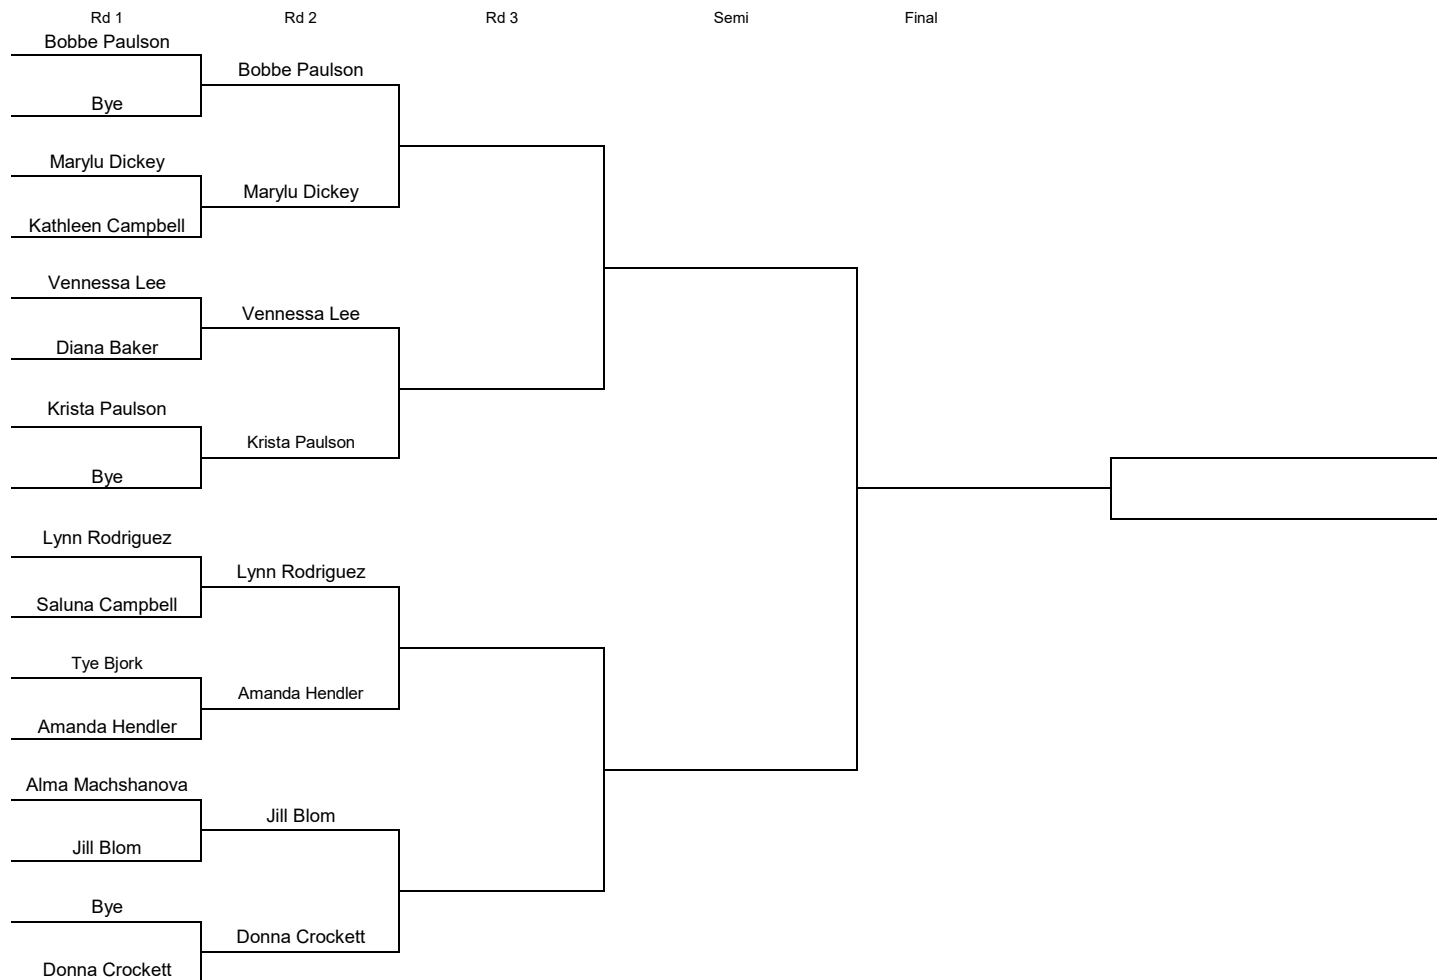 Rd 1 Rd 2 Rd 3 Semi Final
Bobbe Paulson
Bobbe Paulson
Bye
Marylu Dickey
Marylu Dickey
Kathleen Campbell
Vennessa Lee
Vennessa Lee
Diana Baker
Krista Paulson
Krista Paulson
Bye
Lynn Rodriguez
Lynn Rodriguez
Saluna Campbell
Tye Bjork
Amanda Hendler
Amanda Hendler
Alma Machshanova
Jill Blom
Jill Blom
Bye
Donna Crockett
Donna Crockett